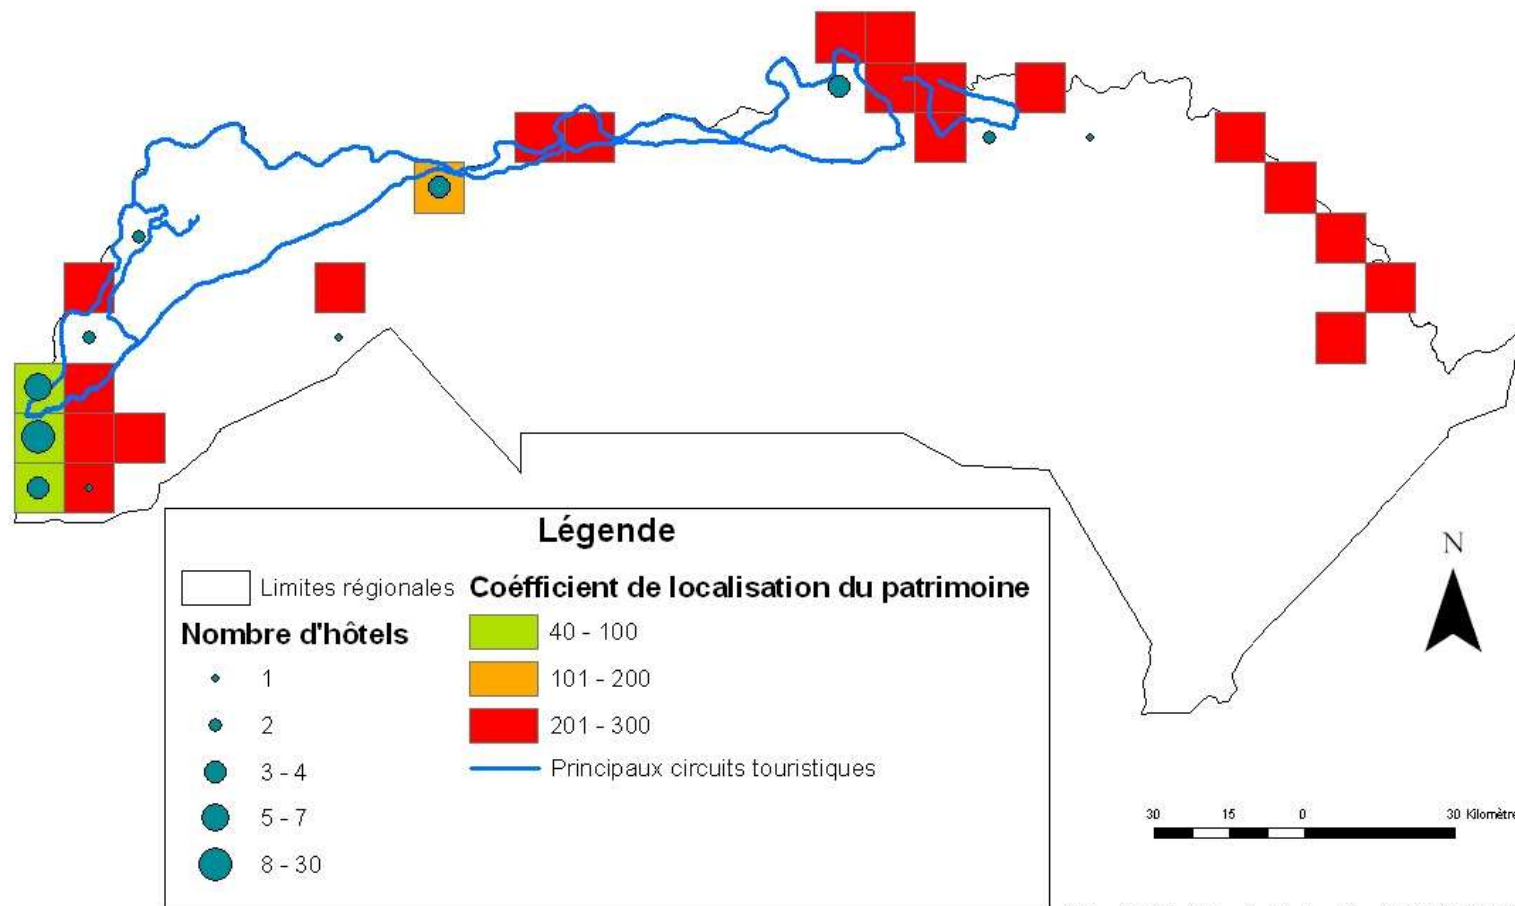 Légende
Limites régionales
Nombre d'hôtels
1
2
3 - 4
5 - 7
8 - 30
Coéfficient de localisation du patrimoine
40 - 100
101 - 200
201 - 300
Principaux circuits touristiques
N
30 15 0 30 Kilomètre